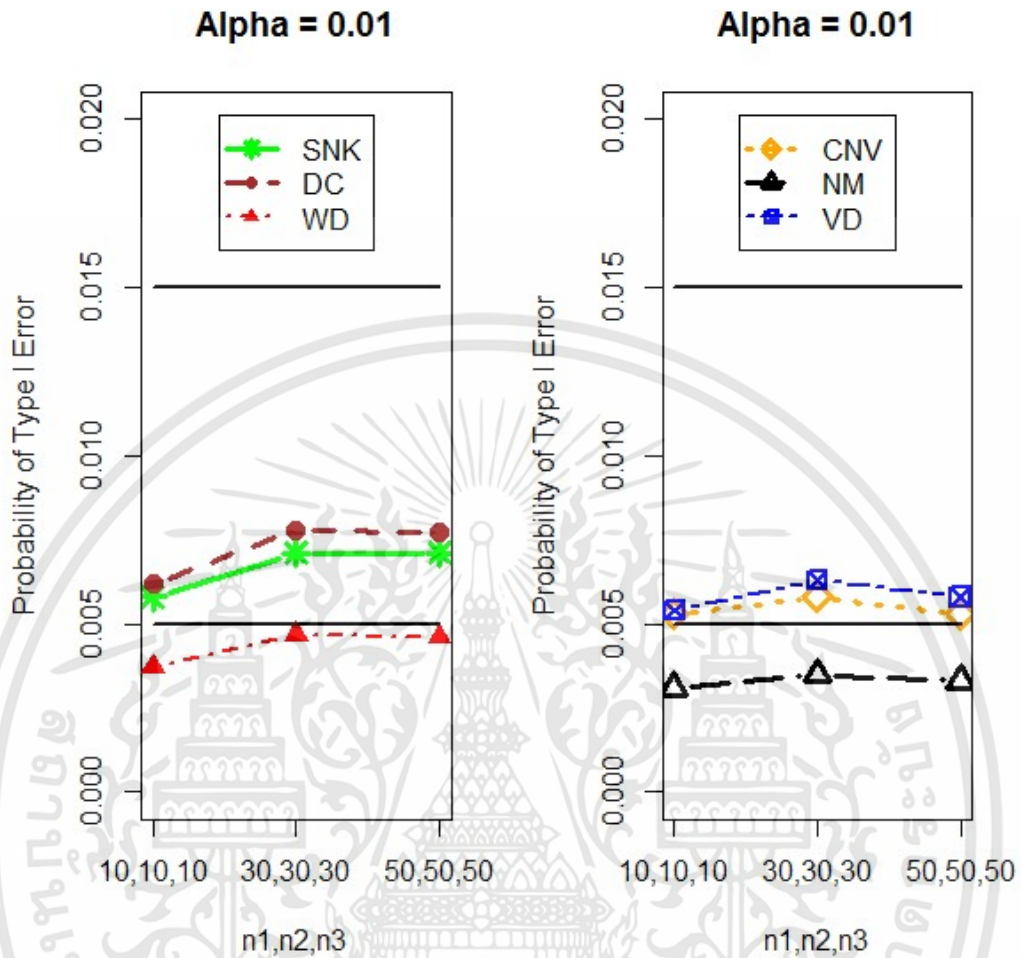 Alpha = 0.01
Probability of Type I Error
0.020
0.015
0.010
0.005
0.000
SNK
DC
WD
10,10,10 30,30,30 50,50,50
n1,n2,n3
Alpha = 0.01
Probability of Type I Error
0.020
0.015
0.010
0.005
0.000
CNV
NM
VD
10,10,10 30,30,30 50,50,50
n1,n2,n3